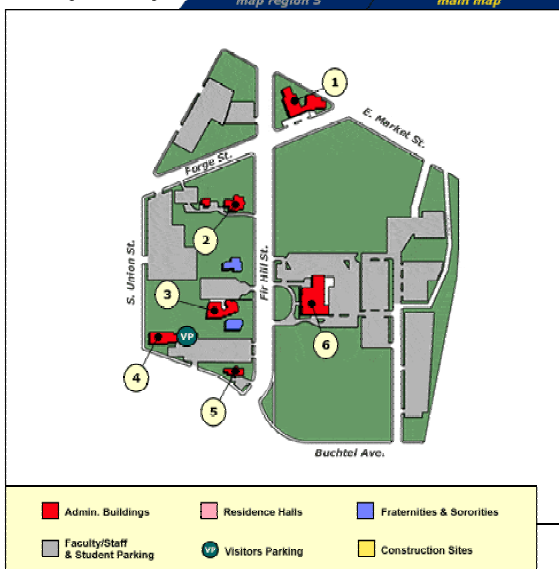 map region 5
main map
1
E. Market St.
Forge St.
2
S. Union St.
Fir Hill St.
3
6
VP
4
5
Buchtel Ave.
Admin. Buildings
Residence Halls
Fraternities & Sororities
Faculty/Staff
& Student Parking
VP
Visitors Parking
Construction Sites